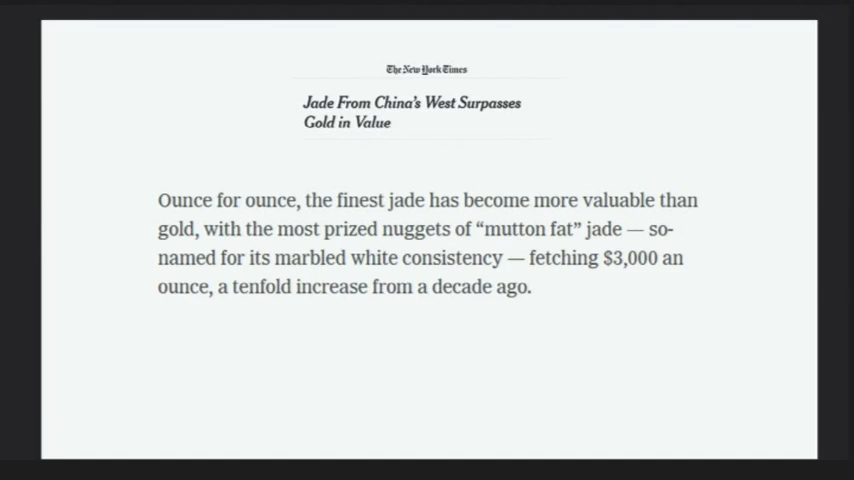 The New York Times
Jade From China's West Surpasses
Gold in Value
Ounce for ounce, the finest jade has become more valuable than
gold, with the most prized nuggets of “mutton fat” jade — so-
named for its marbled white consistency — fetching $3,000 an
ounce, a tenfold increase from a decade ago.